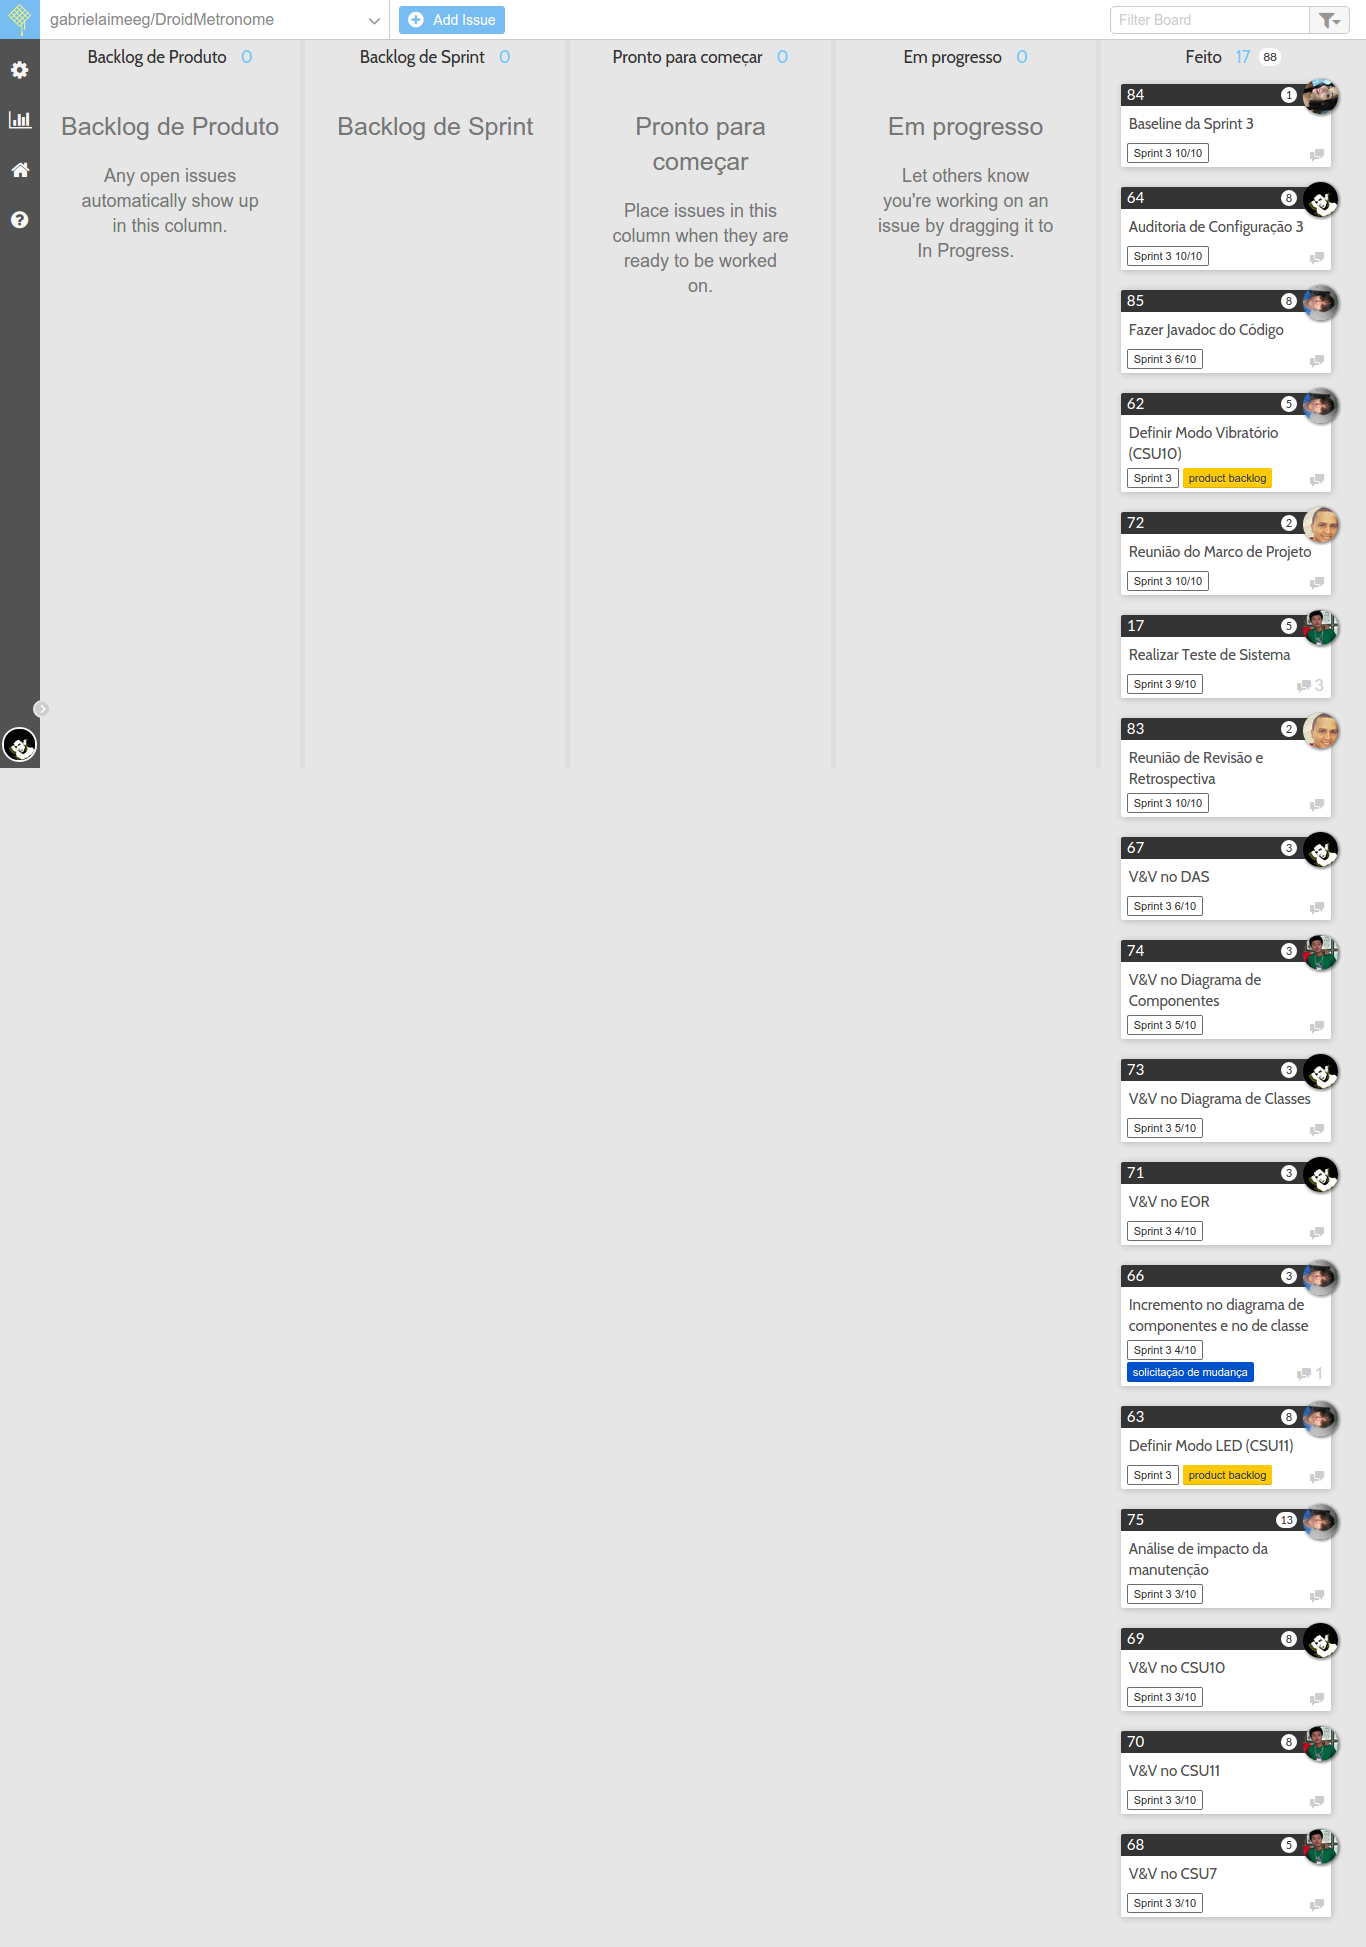 gabrielaimeeg/DroidMetronome
Add Issue
Filter Board
Backlog de Produto 0
Backlog de Produto
Any open issues
automatically show up
in this column.
Backlog de Sprint 0
Backlog de Sprint
Pronto para começar 0
Pronto para
começar
Place issues in this
column when they are
ready to be worked
on.
Em progresso 0
Em progresso
Let others know
you're working on an
issue by dragging it to
In Progress.
Feito 17 88
84 1
Baseline da Sprint 3
Sprint 3 10/10
64 8
Auditoria de Configuração 3
Sprint 3 10/10
85 8
Fazer Javadoc do Código
Sprint 3 6/10
62 5
Definir Modo Vibratório
(CSU10)
Sprint 3 product backlog
72 2
Reunião do Marco de Projeto
Sprint 3 10/10
17 5
Realizar Teste de Sistema
Sprint 3 9/10 3
83 2
Reunião de Revisão e
Retrospectiva
Sprint 3 10/10
67 3
V&V no DAS
Sprint 3 6/10
74 3
V&V no Diagrama de
Componentes
Sprint 3 5/10
73 3
V&V no Diagrama de Classes
Sprint 3 5/10
71 3
V&V no EOR
Sprint 3 4/10
66 3
Incremento no diagrama de
componentes e no de classe
Sprint 3 4/10
solicitação de mudança 1
63 8
Definir Modo LED (CSU11)
Sprint 3 product backlog
75 13
Análise de impacto da
manutenção
Sprint 3 3/10
69 8
V&V no CSU10
Sprint 3 3/10
70 8
V&V no CSU11
Sprint 3 3/10
68 5
V&V no CSU7
Sprint 3 3/10